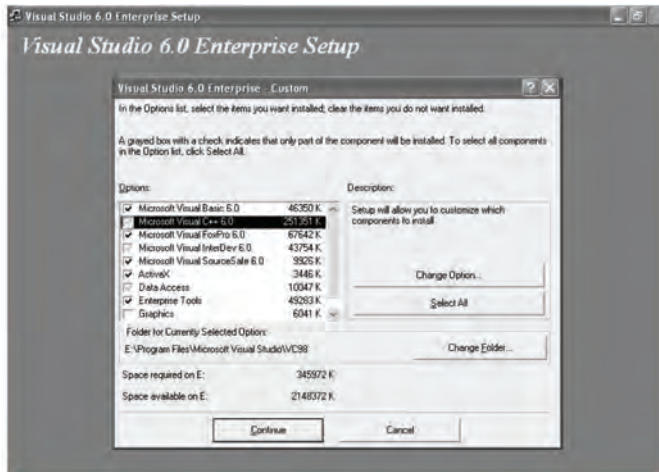 Visual Studio 6.0 Enterprise Setup
Visual Studio 6.0 Enterprise Setup
Visual Studio 6.0 Enterprise - Custom
In the Options list, select the items you want installed; clear the items you do not want installed.
A grayed box with a check indicates that only part of the component will be installed. To select all components
in the Option list, click Select All.
Options:
Microsoft Visual Basic 6.0 46350 K
Microsoft Visual C++ 6.0 251351 K
Microsoft Visual FoxPro 6.0 67642 K
Microsoft Visual InterDev 6.0 43754 K
Microsoft Visual SourceSafe 6.0 9926 K
ActiveX 3446 K
Data Access 10047 K
Enterprise Tools 49283 K
Graphics 6041 K
Description:
Setup will allow you to customize which
components to install
Change Option...
Select All
Folder for Currently Selected Option:
E:\Program Files\Microsoft Visual Studio\VC98
Change Folder...
Space required on E: 345972 K
Space available on E: 2148372 K
Continue
Cancel